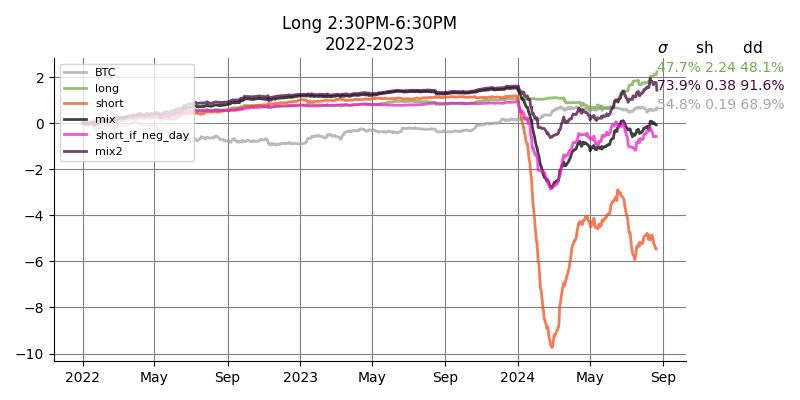 Long 2:30PM-6:30PM
2022-2023
σ sh dd
47.7% 2.24 48.1%
73.9% 0.38 91.6%
54.8% 0.19 68.9%
BTC
long
short
mix
short_if_neg_day
mix2
2
0
−2
−4
−6
−8
−10
2022 May Sep 2023 May Sep 2024 May Sep